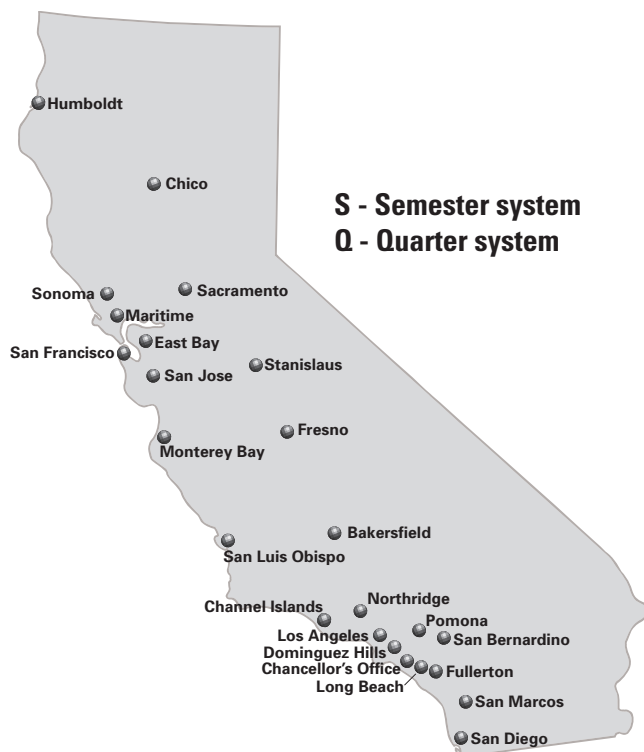 Humboldt
Chico
S - Semester system
Q - Quarter system
Sonoma
Sacramento
Maritime
East Bay
San Francisco
Stanislaus
San Jose
Fresno
Monterey Bay
Bakersfield
San Luis Obispo
Northridge
Channel Islands
Pomona
Los Angeles
San Bernardino
Dominguez Hills
Chancellor's Office
Fullerton
Long Beach
San Marcos
San Diego